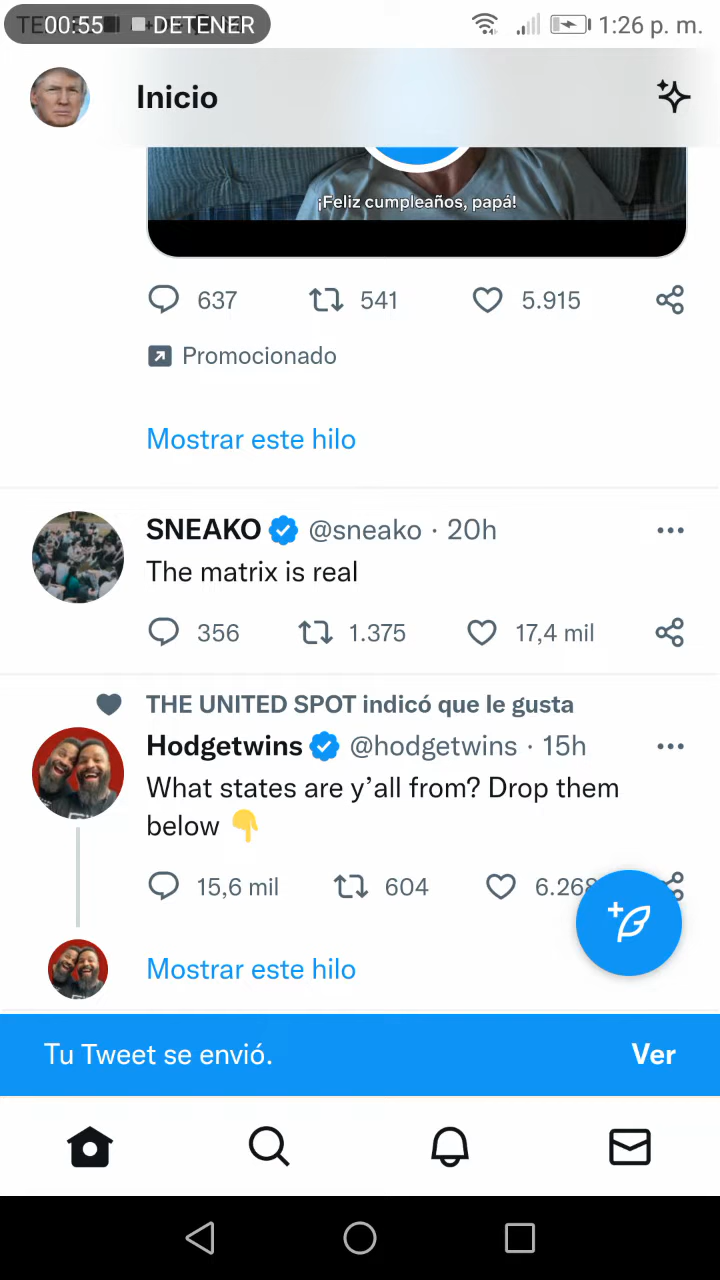 00:55 DETENER
1:26 p. m.
Inicio
¡Feliz cumpleaños, papá!
637 541 5.915
Promocionado
Mostrar este hilo
SNEAKO @sneako · 20h
The matrix is real
356 1.375 17,4 mil
THE UNITED SPOT indicó que le gusta
Hodgetwins @hodgetwins · 15h
What states are y’all from? Drop them
below 👇
15,6 mil 604 6.268
Mostrar este hilo
Tu Tweet se envió. Ver